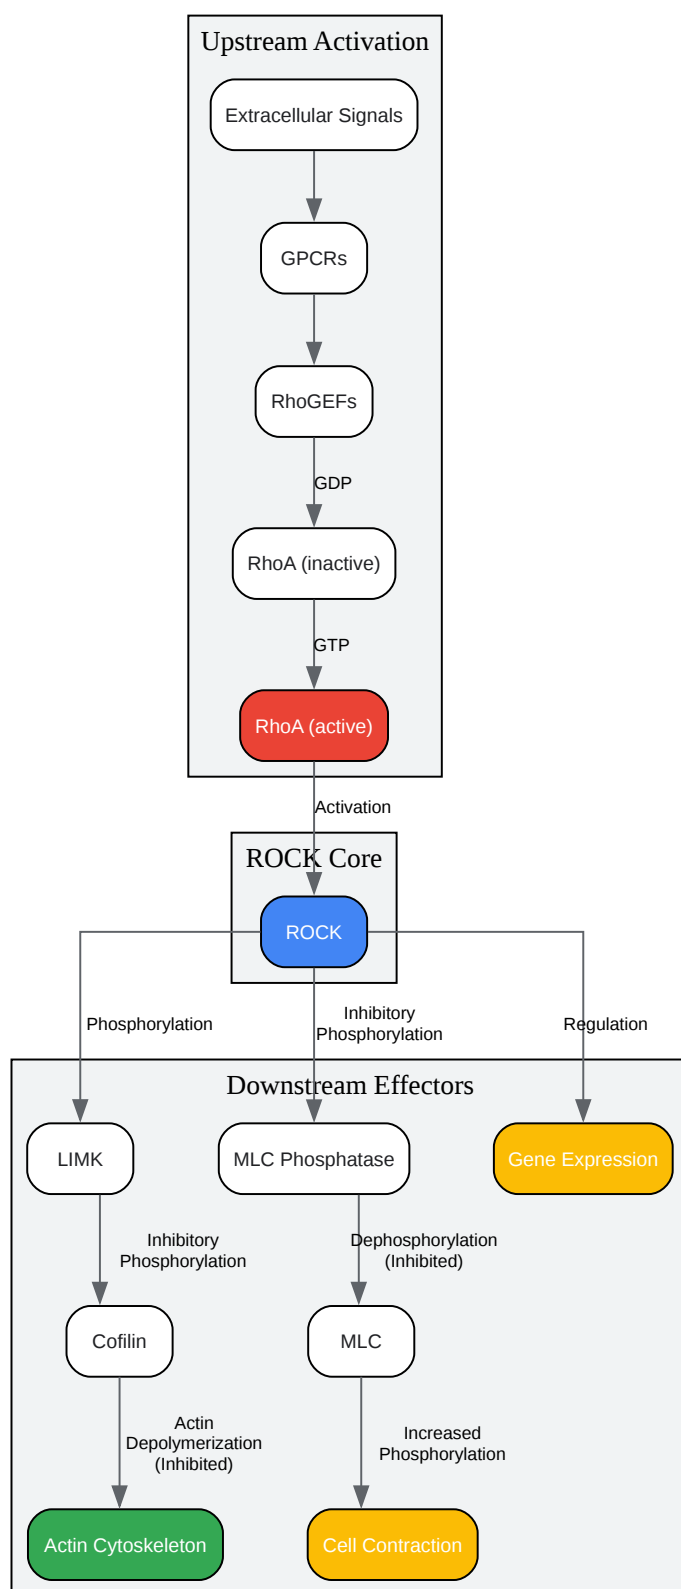 Upstream Activation
Extracellular Signals
GPCRs
RhoGEFs
GDP
RhoA (inactive)
GTP
RhoA (active)
Activation
ROCK Core
ROCK
Phosphorylation
Inhibitory
Phosphorylation
Regulation
Downstream Effectors
LIMK
MLC Phosphatase
Gene Expression
Inhibitory
Phosphorylation
Dephosphorylation
(Inhibited)
Cofilin
MLC
Actin
Depolymerization
(Inhibited)
Increased
Phosphorylation
Actin Cytoskeleton
Cell Contraction